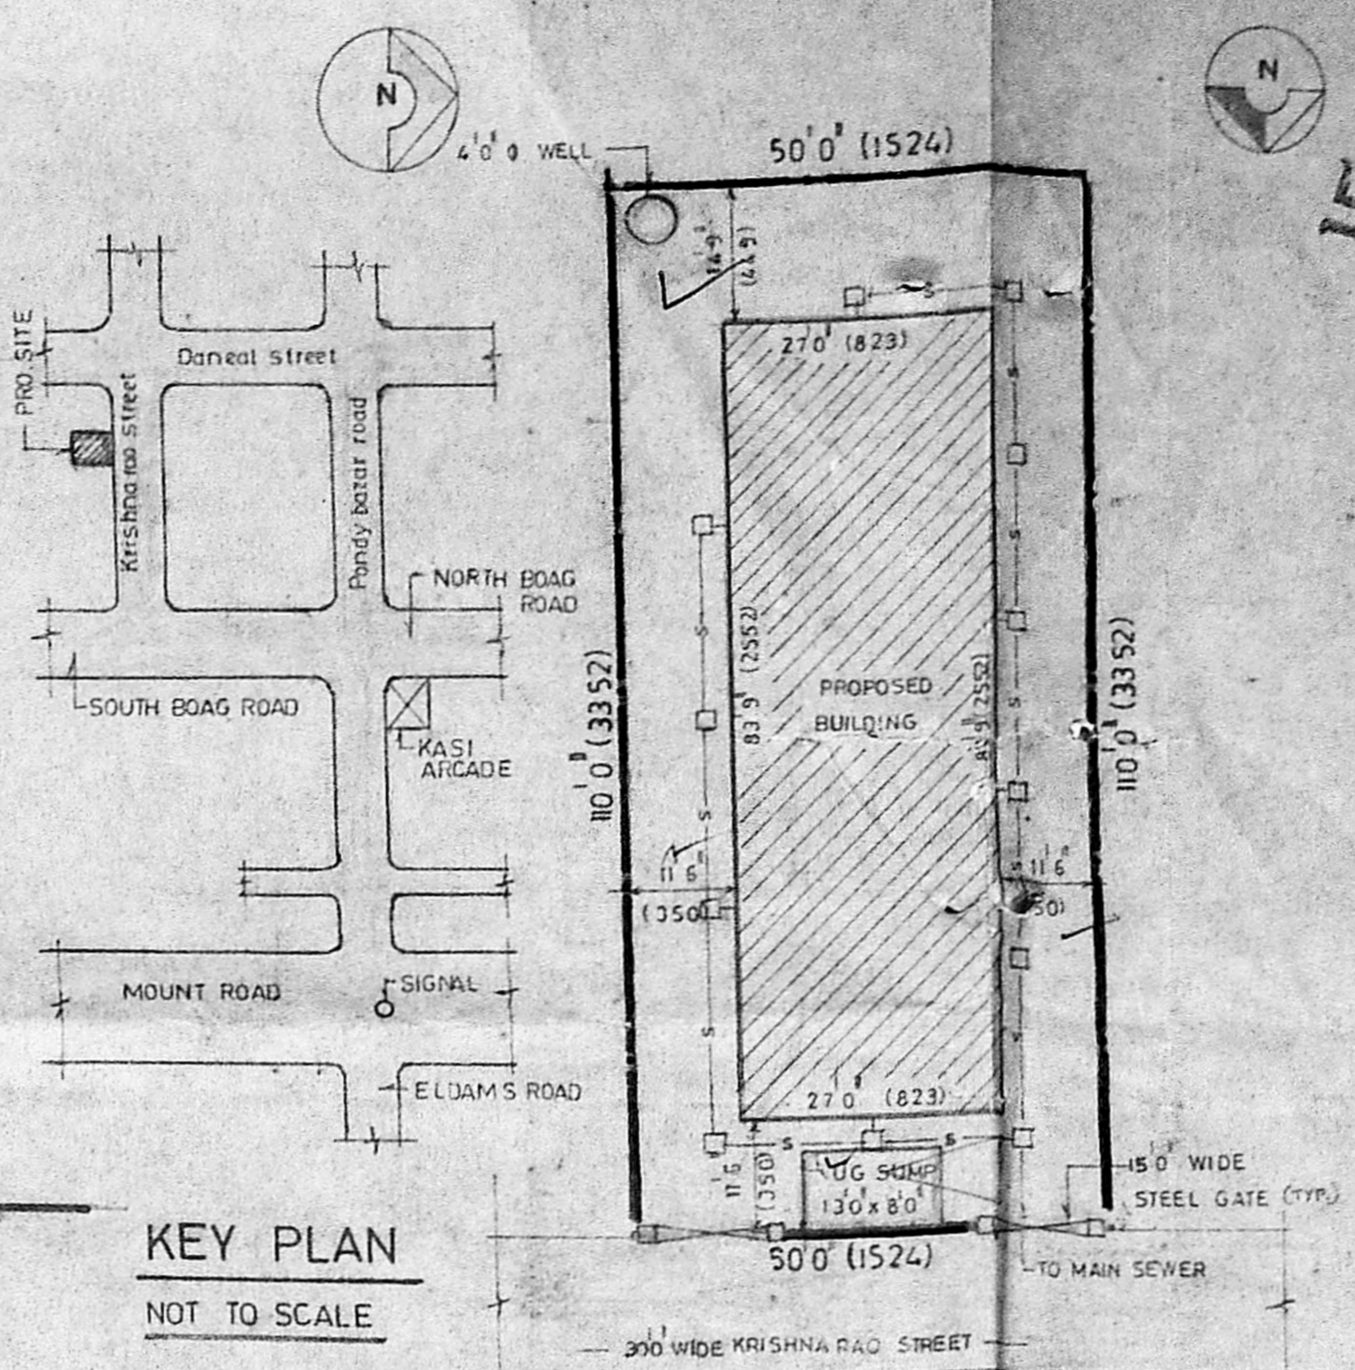 N
N
4'0" 0 WELL
50'0" (1524)
14'9"
(449)
PRO. SITE
Daneal street
Krishna rao street
Pondy bazar road
27'0" (823)
S
S
S
NORTH BOAG
ROAD
SOUTH BOAG ROAD
KASI
ARCADE
110'0" (3352)
S
83'9" (2552)
PROPOSED
BUILDING
83'9" (2552)
S
110'0" (3352)
S
11'6"
(350)
S
11'6"
50)
MOUNT ROAD
SIGNAL
S
S
ELDAMS ROAD
27'0" (823)
S
S
11'6"
(350)
UG SUMP
13'0" x 8'0"
15'0" WIDE
STEEL GATE (TYP.)
50'0" (1524)
TO MAIN SEWER
KEY PLAN
NOT TO SCALE
30'0" WIDE KRISHNA RAO STREET